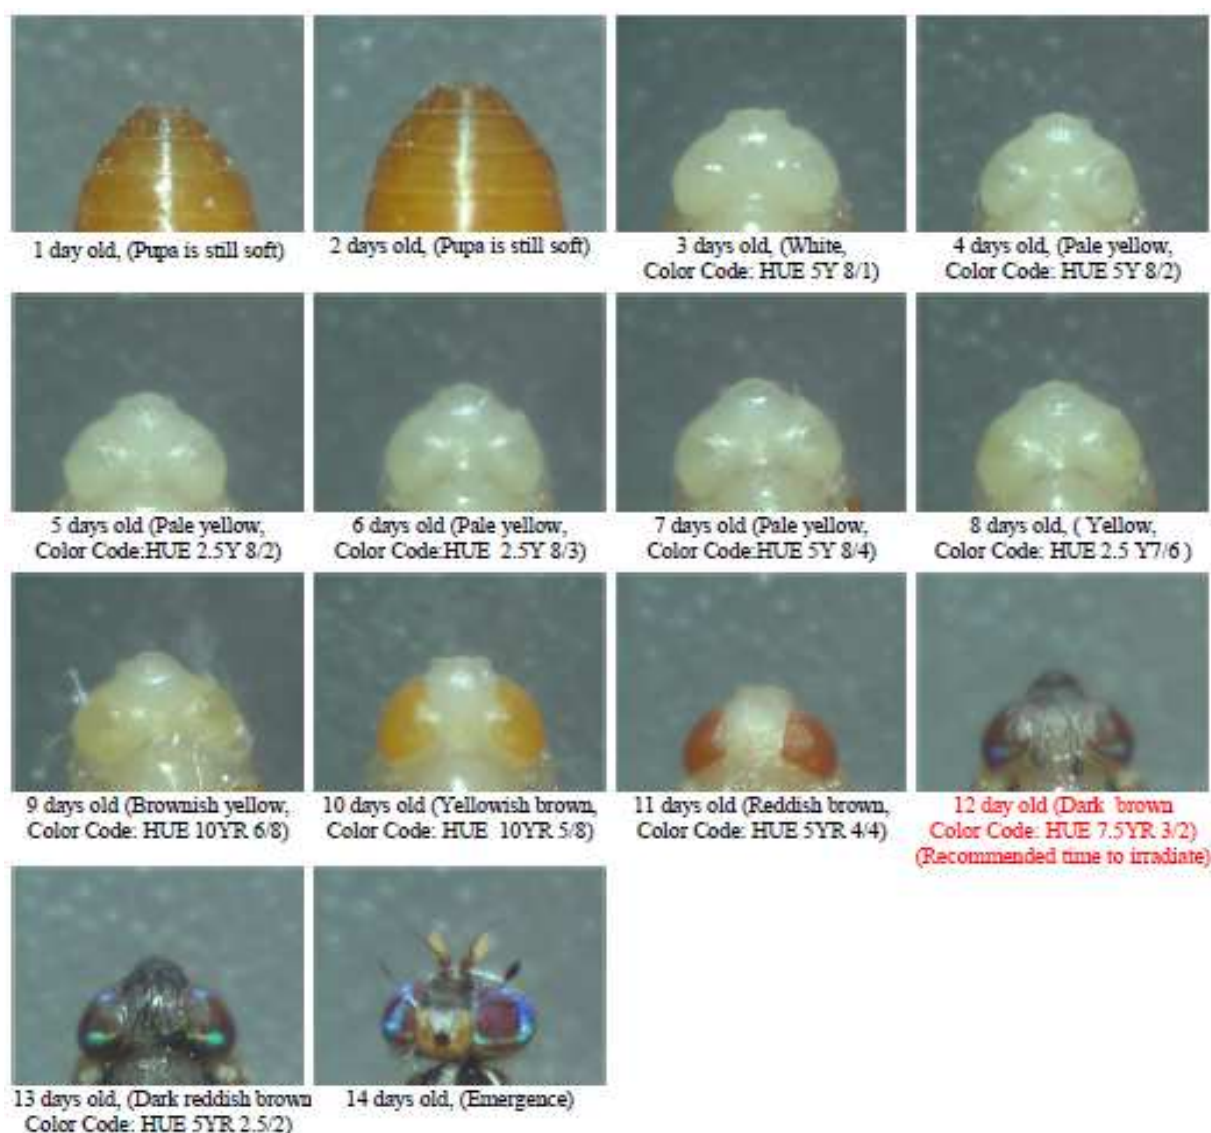 1 day old, (Pupa is still soft)
2 days old, (Pupa is still soft)
3 days old, (White,
Color Code: HUE 5Y 8/1)
4 days old, (Pale yellow,
Color Code: HUE 5Y 8/2)
5 days old (Pale yellow,
Color Code:HUE 2.5Y 8/2)
6 days old (Pale yellow,
Color Code:HUE 2.5Y 8/3)
7 days old (Pale yellow,
Color Code:HUE 5Y 8/4)
8 days old, ( Yellow,
Color Code: HUE 2.5 Y7/6 )
9 days old (Brownish yellow,
Color Code: HUE 10YR 6/8)
10 days old (Yellowish brown,
Color Code: HUE 10YR 5/8)
11 days old (Reddish brown,
Color Code: HUE 5YR 4/4)
12 day old (Dark brown
Color Code: HUE 7.5YR 3/2)
(Recommended time to irradiate)
13 days old, (Dark reddish brown
Color Code: HUE 5YR 2.5/2)
14 days old, (Emergence)